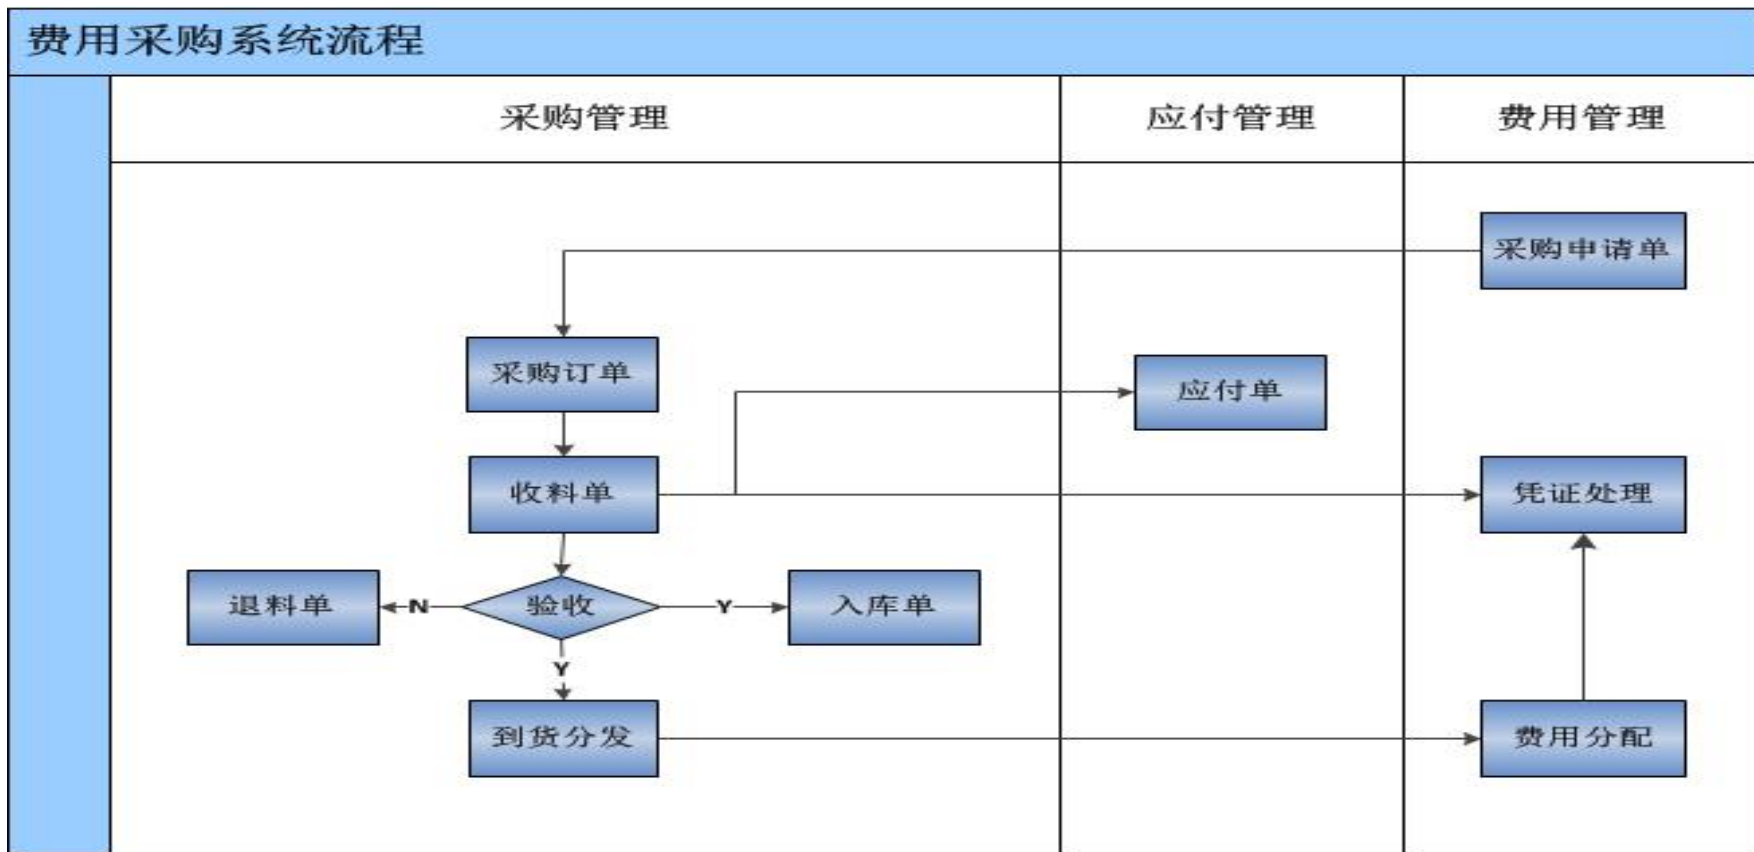 费用采购系统流程
采购管理
应付管理
费用管理
采购申请单
采购订单
应付单
收料单
凭证处理
退料单
N
验收
Y
入库单
Y
到货分发
费用分配